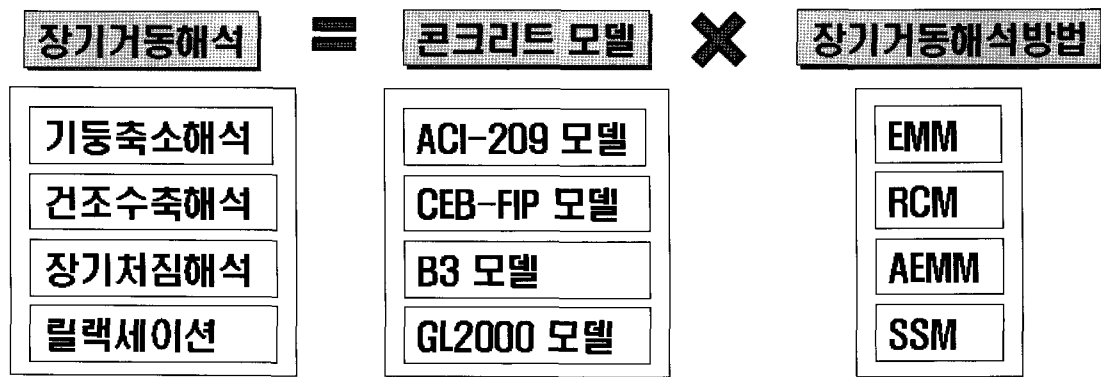 장기거동해석 = 콘크리트 모델 × 장기거동해석방법
기둥축소해석
건조수축해석
장기처짐해석
릴랙세이션
ACI-209 모델
CEB-FIP 모델
B3 모델
GL2000 모델
EMM
RCM
AEMM
SSM